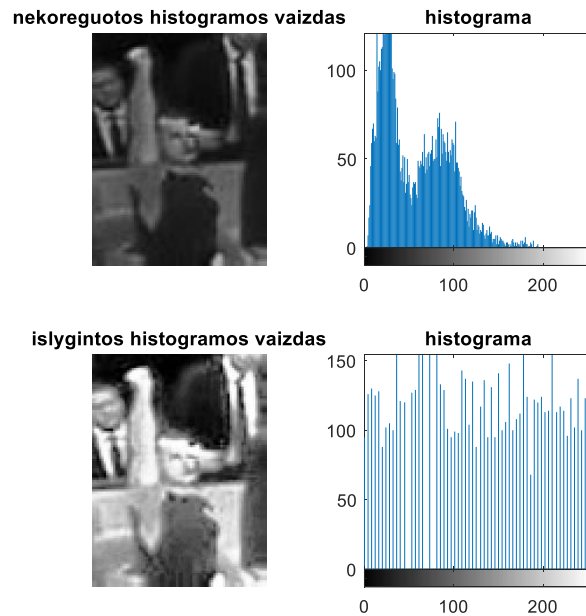 nekoreguotos histogramos vaizdas
histograma
100
50
0
0 100 200
islygintos histogramos vaizdas
histograma
150
100
50
0
0 100 200